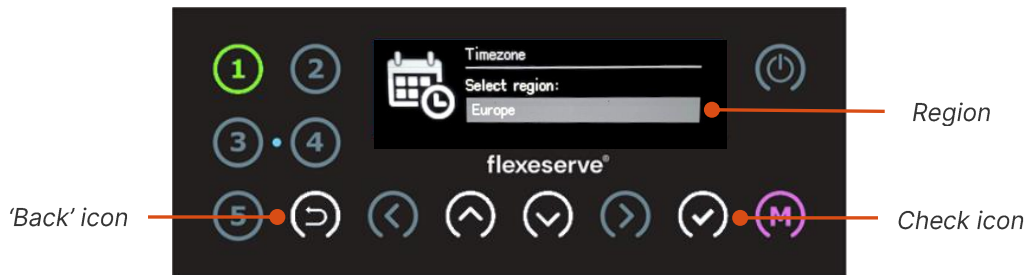 1 2
Timezone
Select region:
Europe
Region
3 4
flexeserve®
'Back' icon
5
M
Check icon